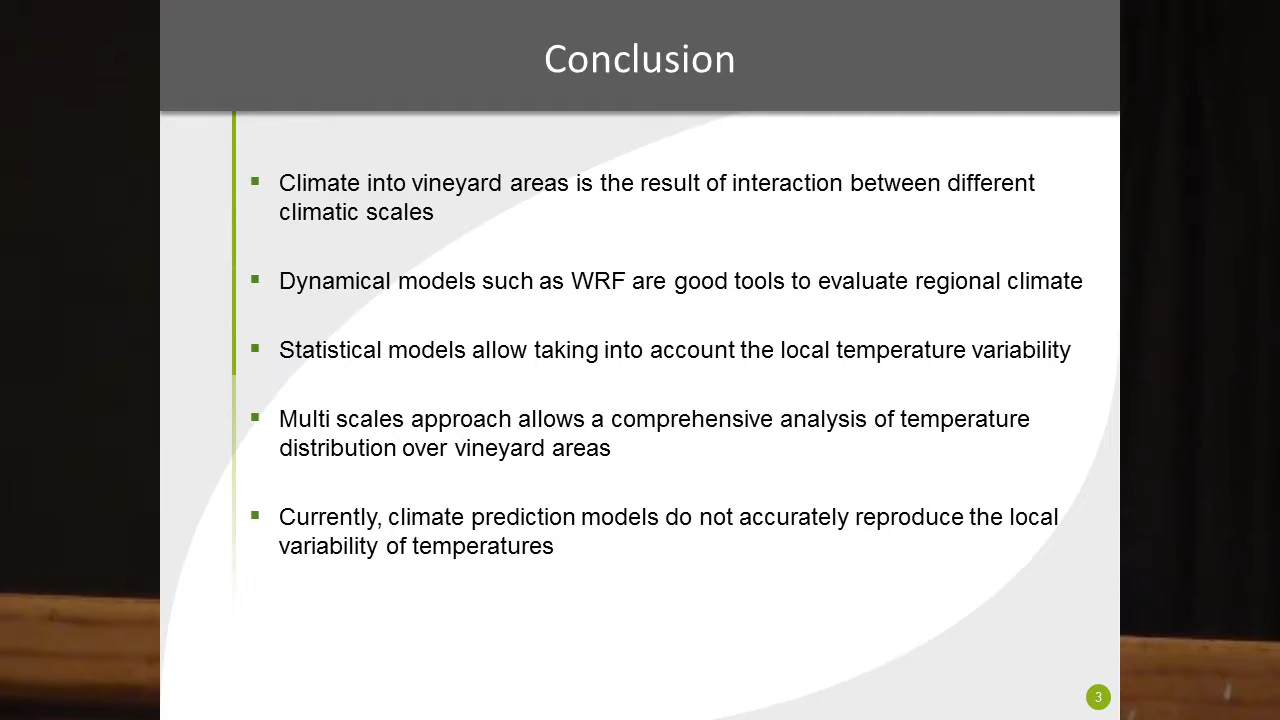 Conclusion
Climate into vineyard areas is the result of interaction between different
climatic scales
Dynamical models such as WRF are good tools to evaluate regional climate
Statistical models allow taking into account the local temperature variability
Multi scales approach allows a comprehensive analysis of temperature
distribution over vineyard areas
Currently, climate prediction models do not accurately reproduce the local
variability of temperatures
3